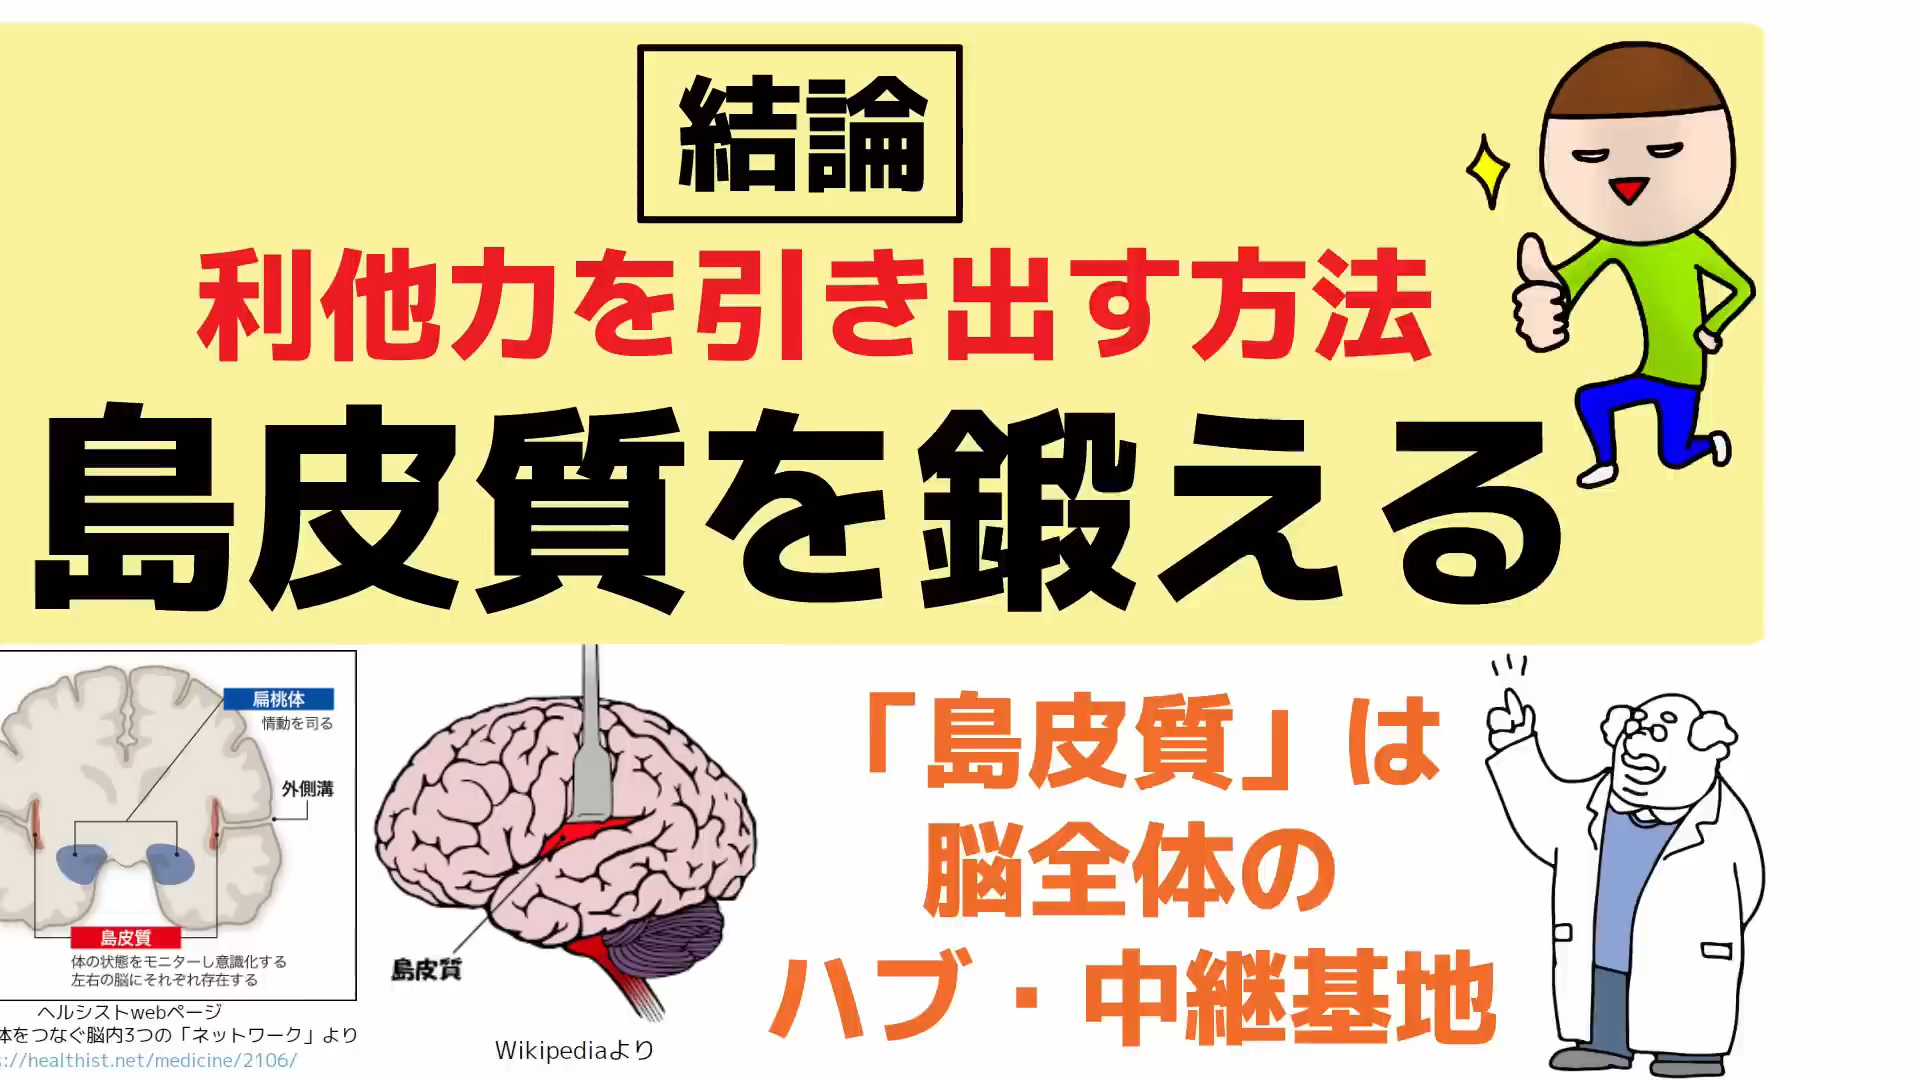 結論
利他力を引き出す方法
島皮質を鍛える
扁桃体
情動を司る
外側溝
島皮質
体の状態をモニターし意識化する
左右の脳にそれぞれ存在する
ヘルシストwebページ
体をつなぐ脳内3つの「ネットワーク」より
s://healthist.net/medicine/2106/
島皮質
Wikipediaより
「島皮質」は
脳全体の
ハブ・中継基地